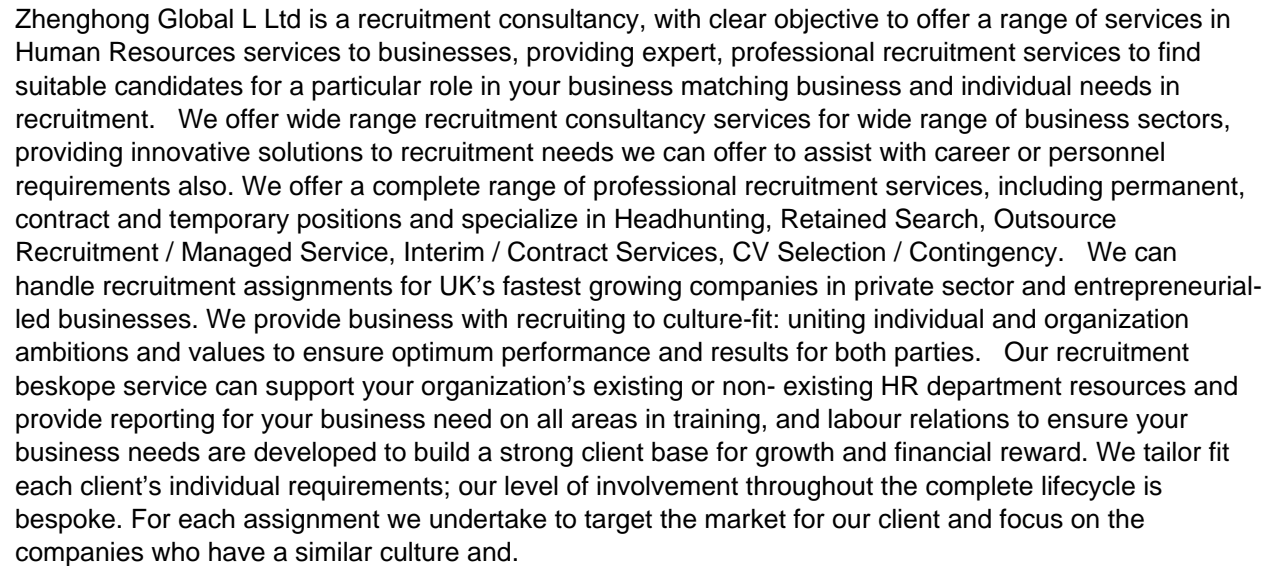 Zhenghong Global L Ltd is a recruitment consultancy, with clear objective to offer a range of services in
Human Resources services to businesses, providing expert, professional recruitment services to find
suitable candidates for a particular role in your business matching business and individual needs in
recruitment.   We offer wide range recruitment consultancy services for wide range of business sectors,
providing innovative solutions to recruitment needs we can offer to assist with career or personnel
requirements also. We offer a complete range of professional recruitment services, including permanent,
contract and temporary positions and specialize in Headhunting, Retained Search, Outsource
Recruitment / Managed Service, Interim / Contract Services, CV Selection / Contingency.   We can
handle recruitment assignments for UK’s fastest growing companies in private sector and entrepreneurial-
led businesses. We provide business with recruiting to culture-fit: uniting individual and organization
ambitions and values to ensure optimum performance and results for both parties.   Our recruitment
beskope service can support your organization’s existing or non- existing HR department resources and
provide reporting for your business need on all areas in training, and labour relations to ensure your
business needs are developed to build a strong client base for growth and financial reward. We tailor fit
each client’s individual requirements; our level of involvement throughout the complete lifecycle is
bespoke. For each assignment we undertake to target the market for our client and focus on the
companies who have a similar culture and.